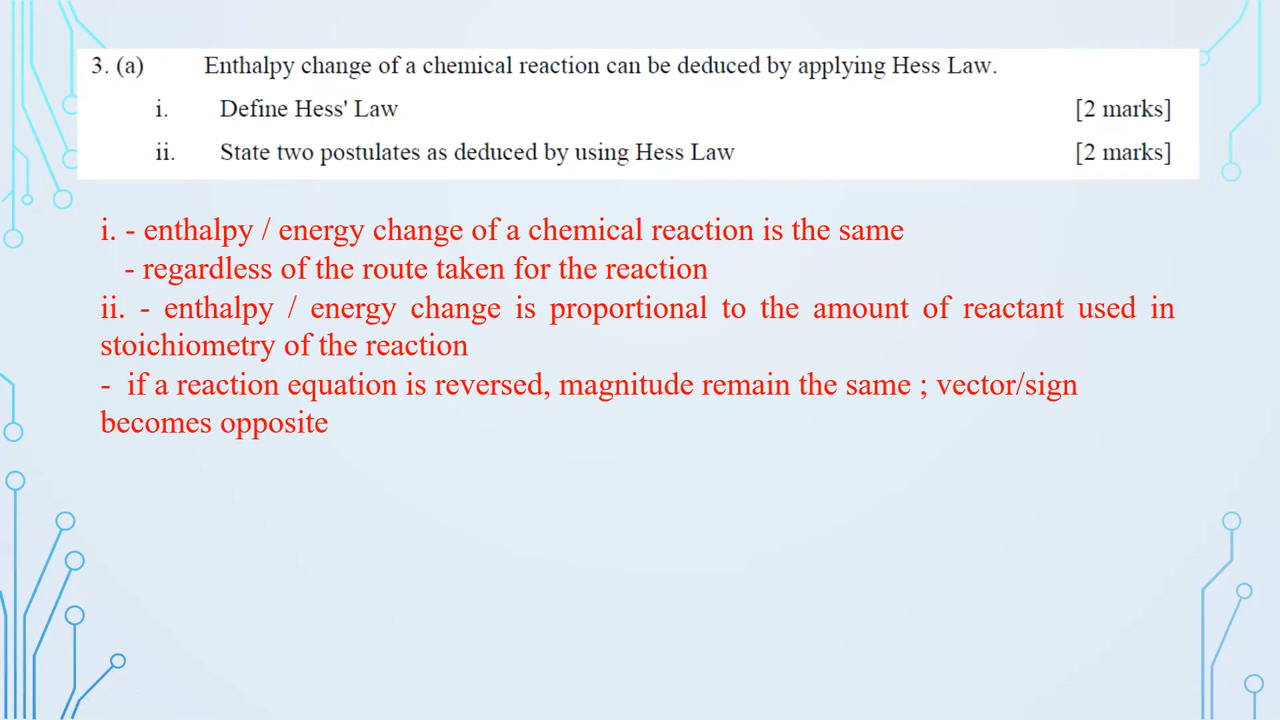 3. (a) Enthalpy change of a chemical reaction can be deduced by applying Hess Law.
i. Define Hess' Law [2 marks]
ii. State two postulates as deduced by using Hess Law [2 marks]
i. - enthalpy / energy change of a chemical reaction is the same
- regardless of the route taken for the reaction
ii. - enthalpy / energy change is proportional to the amount of reactant used in
stoichiometry of the reaction
- if a reaction equation is reversed, magnitude remain the same ; vector/sign
becomes opposite